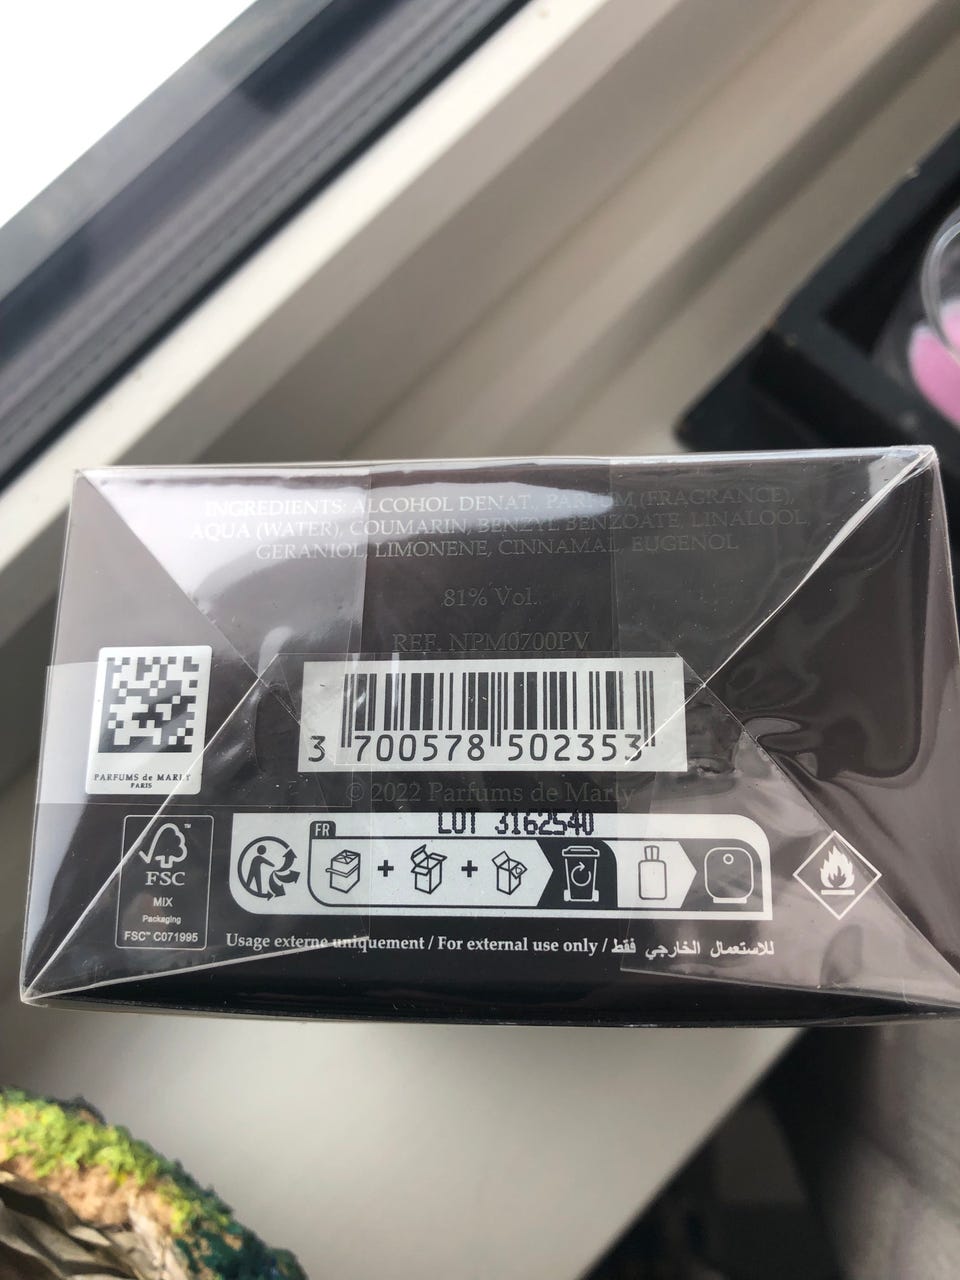 INGREDIENTS: ALCOHOL DENAT., PARFUM (FRAGRANCE),
AQUA (WATER), COUMARIN, BENZYL BENZOATE, LINALOOL,
GERANIOL, LIMONENE, CINNAMAL, EUGENOL
81% Vol.
REF. NPM0700PV
3 700578 502353
PARFUMS de MARLY
PARIS
© 2022 Parfums de Marly
LOT 3162540
FR
FSC™
MIX
Packaging
FSC™ C071995
Usage externe uniquement / For external use only / للاستعمال الخارجي فقط